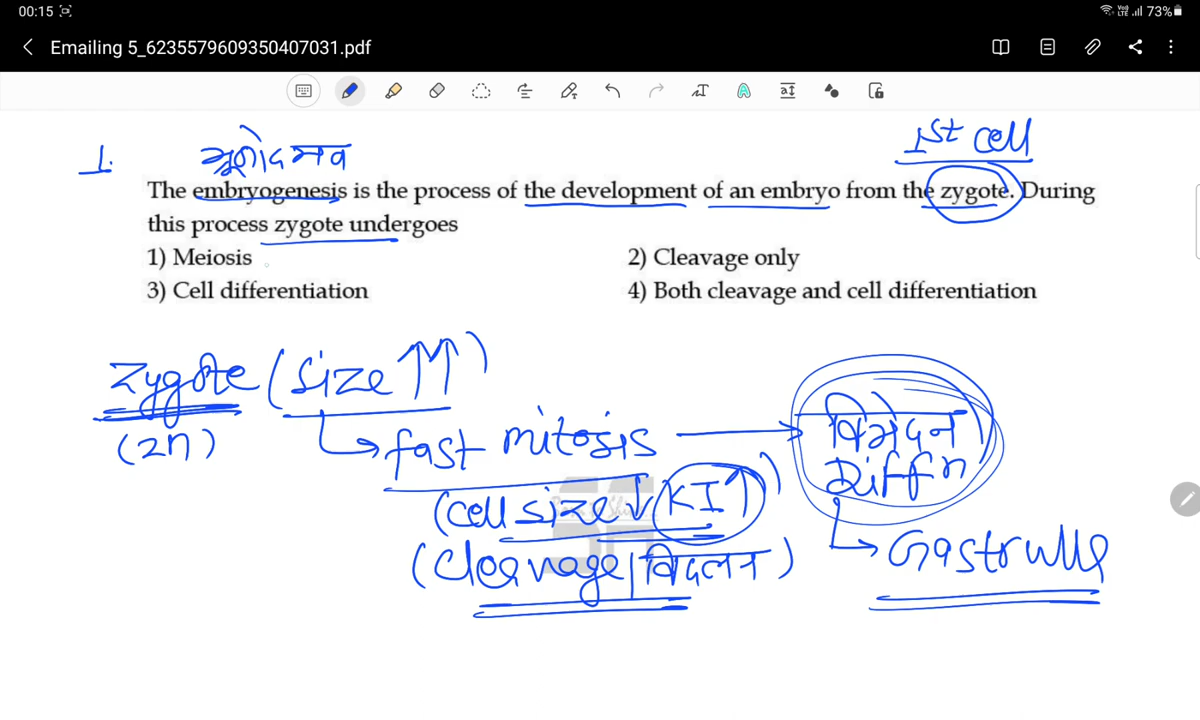 00:15 73%
Emailing 5_6235579609350407031.pdf
1st cell
1.
The embryogenesis is the process of the development of an embryo from the zygote. During
this process zygote undergoes
1) Meiosis 2) Cleavage only
3) Cell differentiation 4) Both cleavage and cell differentiation
Zygote (size ↑↑↑)
(2n) ↳ fast mitosis → विभेदन
Diffn
(cell size ↓ (KI↑))
(cleavage|विदलन) ↳ Gastrulle